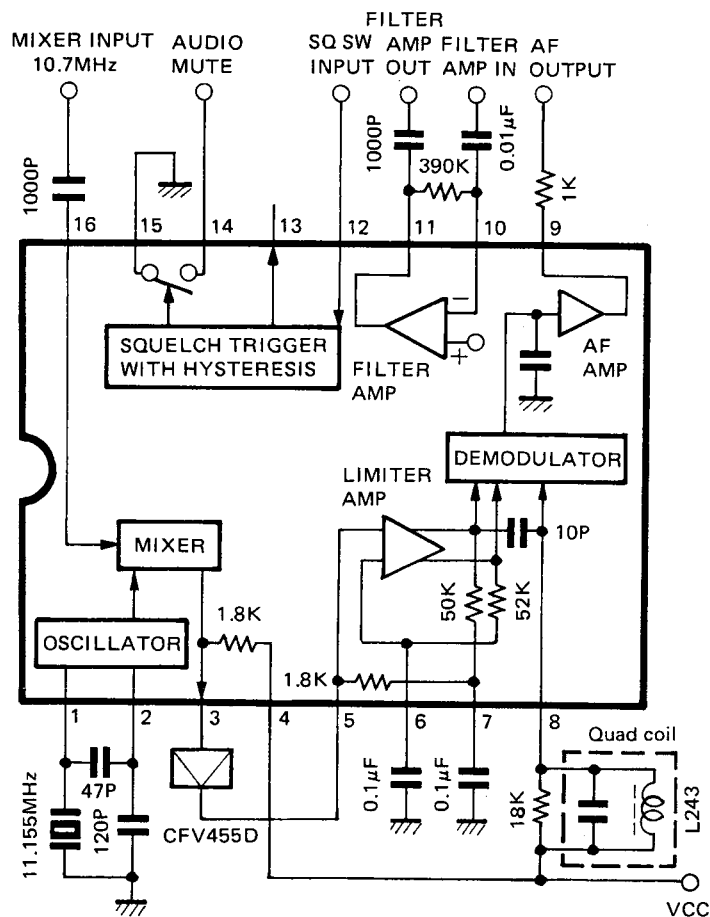 MIXER INPUT
10.7MHz
AUDIO
MUTE
SQ SW
INPUT
FILTER
AMP
OUT
FILTER
AMP IN
AF
OUTPUT
1000P
1000P
390K
0.01µF
1K
16
15
14
13
12
11
10
9
SQUELCH TRIGGER
WITH HYSTERESIS
−
+
FILTER
AMP
AF
AMP
DEMODULATOR
LIMITER
AMP
10P
MIXER
50K
52K
1.8K
OSCILLATOR
1.8K
1
2
3
4
5
6
7
8
Quad coil
47P
11.155MHz
120P
CFV455D
0.1µF
0.1µF
18K
L243
VCC